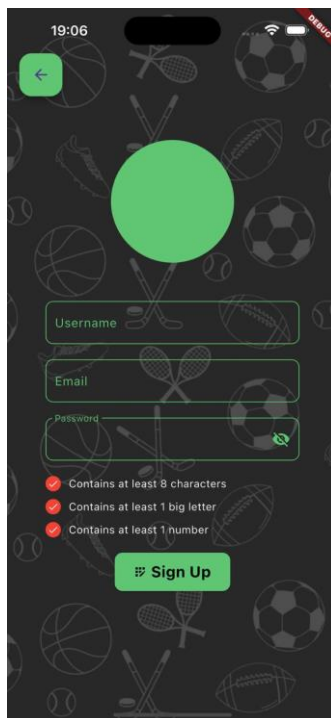 19:06
DEBUG
Username
Email
Password
Contains at least 8 characters
Contains at least 1 big letter
Contains at least 1 number
Sign Up